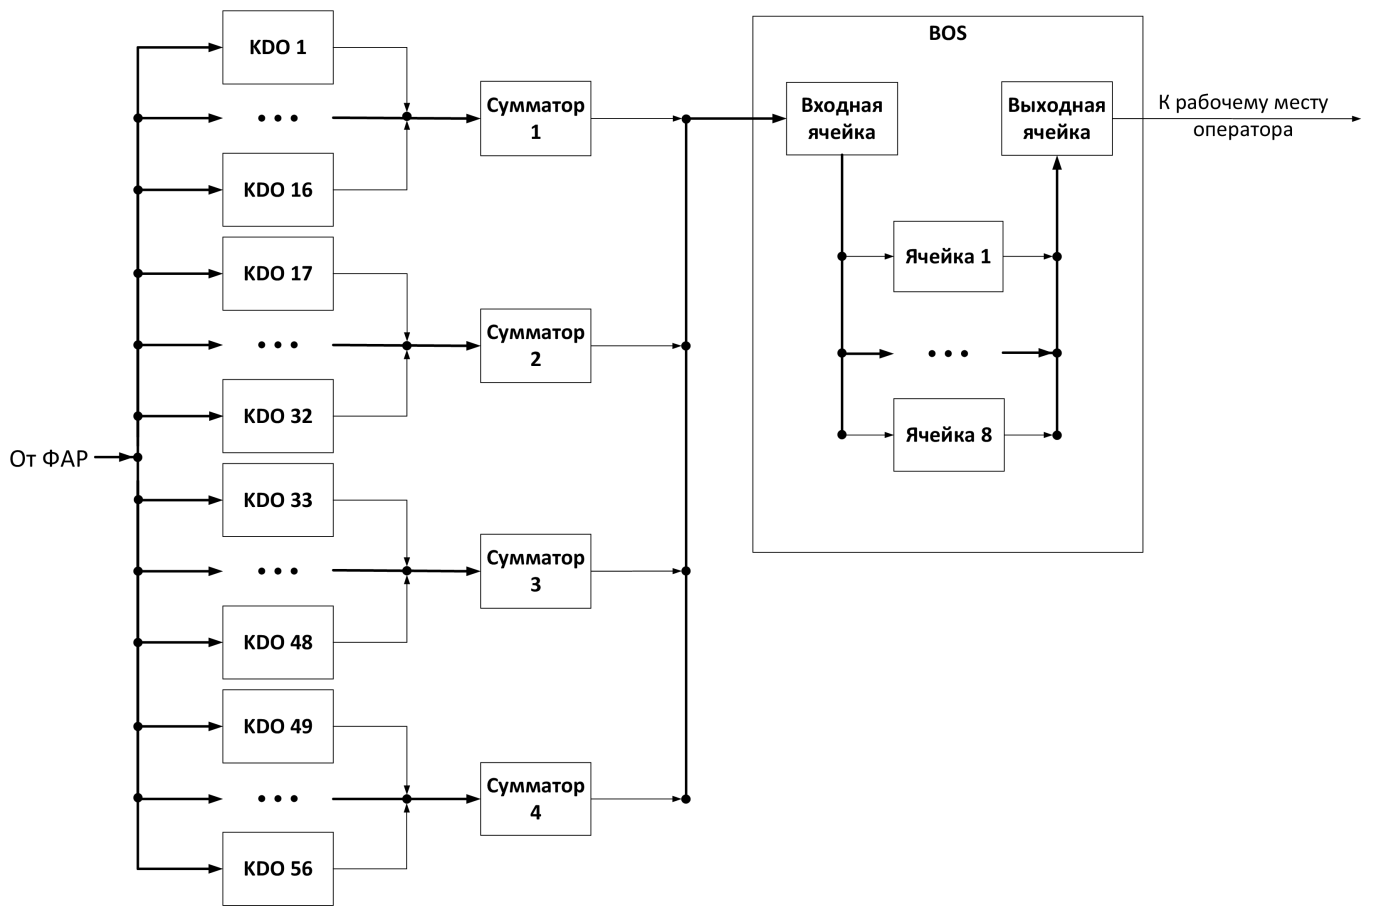 KDO 1
• • •
KDO 16
KDO 17
• • •
KDO 32
От ФАР
KDO 33
• • •
KDO 48
KDO 49
• • •
KDO 56
Сумматор
1
Сумматор
2
Сумматор
3
Сумматор
4
BOS
Входная
ячейка
Выходная
ячейка
Ячейка 1
• • •
Ячейка 8
К рабочему месту
оператора